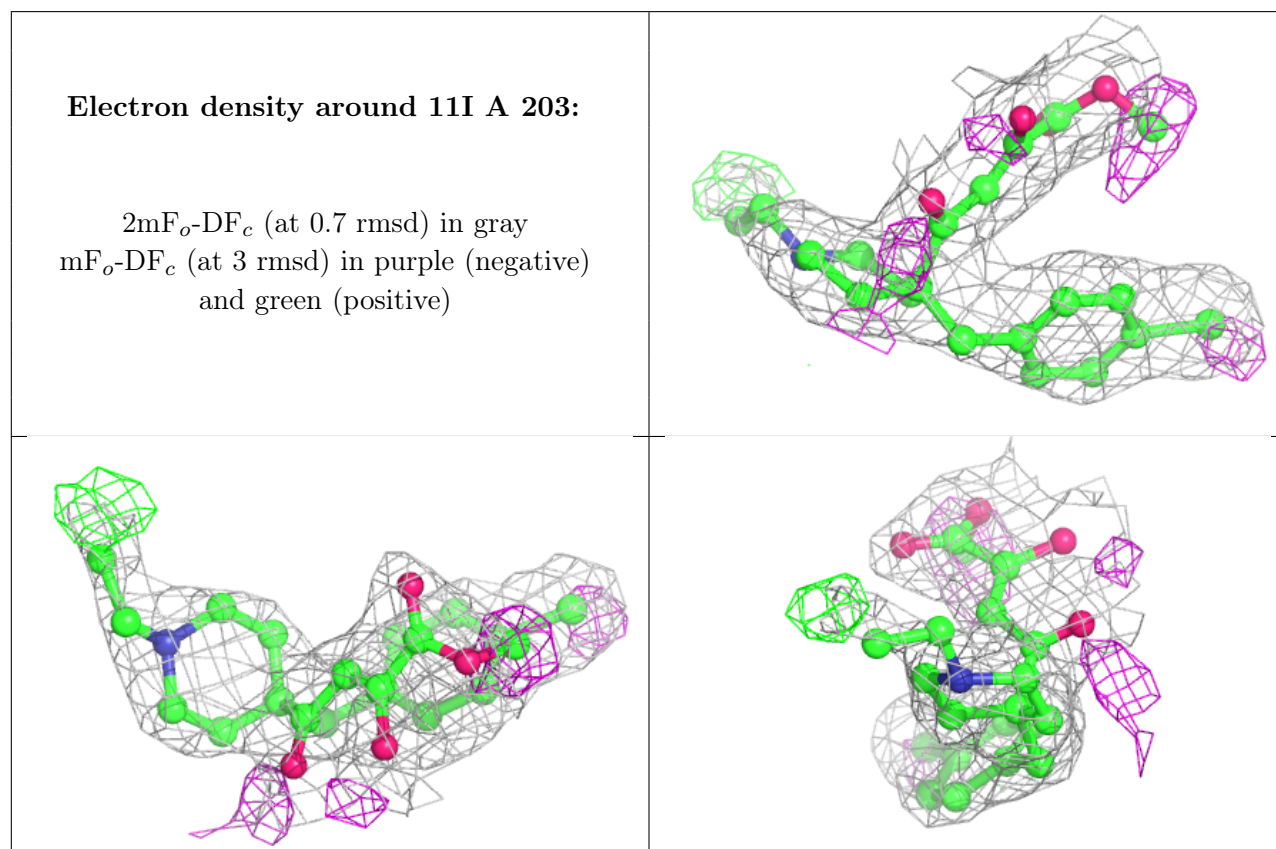 Electron density around 11I A 203:
2mFo-DFc (at 0.7 rmsd) in gray
mFo-DFc (at 3 rmsd) in purple (negative)
and green (positive)